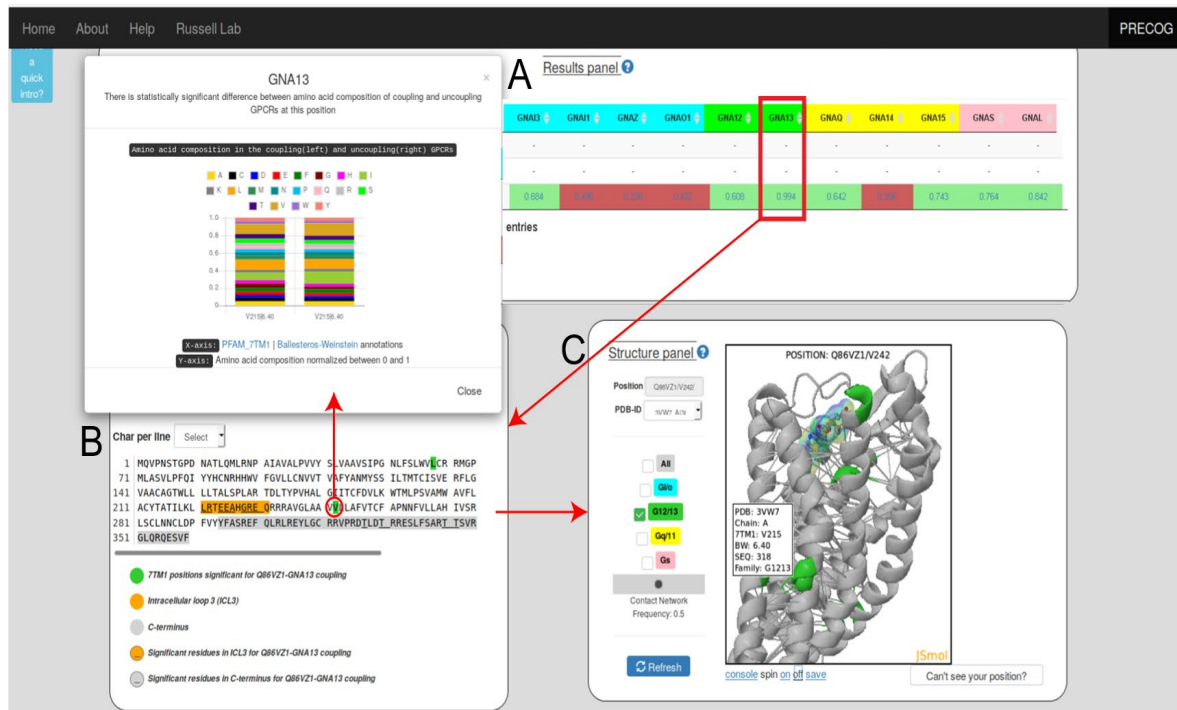 Home About Help Russell Lab PRECOG
a
quick
intro?
GNA13 ×
There is statistically significant difference between amino acid composition of coupling and uncoupling
GPCRs at this position
Amino acid composition in the coupling(left) and uncoupling(right) GPCRs
A C D E F G H I
K L M N P Q R S
T V W Y
1.0
0.8
0.6
0.4
0.2
0
V215|6.40 V215|6.40
X-axis: PFAM_7TM1 | Ballesteros-Weinstein annotations
Y-axis: Amino acid composition normalized between 0 and 1
Close
A
Results panel ?
GNAI3 GNAI1 GNAZ GNAO1 GNA12 GNA13 GNAQ GNA14 GNA15 GNAS GNAL
- - - - - - - - - - -
- - - - - - - - - - -
0.684 0.608 0.994 0.642 0.743 0.764 0.842
entries
B
Char per line Select
1 MQVPNSTGPD NATLQMLRNP AIAVALPVVY SLVAAVSIPG NLFSLWVLCR RMGP
71 MLASVLPFQI YYHCNRHHWV FGVLLCNVVT VAFYANMYSS ILTMTCISVE RFLG
141 VAACAGTWLL LLTALSPLAR TDLTYPVHAL GIITCFDVLK WTMLPSVAMW AVFL
211 ACYTATILKL LRTEEAHGRE QRRRAVGLAA VVDLAFVTCF APNNFVLLAH IVSR
281 LSCLNNCLDP FVYYFASREF QLRLREYLGC RRVPRDTLDT RRESLFSART TSVR
351 GLQRQESVF
7TM1 positions significant for Q86VZ1-GNA13 coupling
Intracellular loop 3 (ICL3)
C-terminus
Significant residues in ICL3 for Q86VZ1-GNA13 coupling
Significant residues in C-terminus for Q86VZ1-GNA13 coupling
C
Structure panel ?
Position Q86VZ1/V242/
PDB-ID
All
Gi/o
G12/13
Gq/11
Gs
Contact Network
Frequency: 0.5
Refresh
POSITION: Q86VZ1/V242
PDB: 3VW7
Chain: A
7TM1: V215
BW: 6.40
SEQ: 318
Family: G1213
JSmol
console spin on off save
Can't see your position?